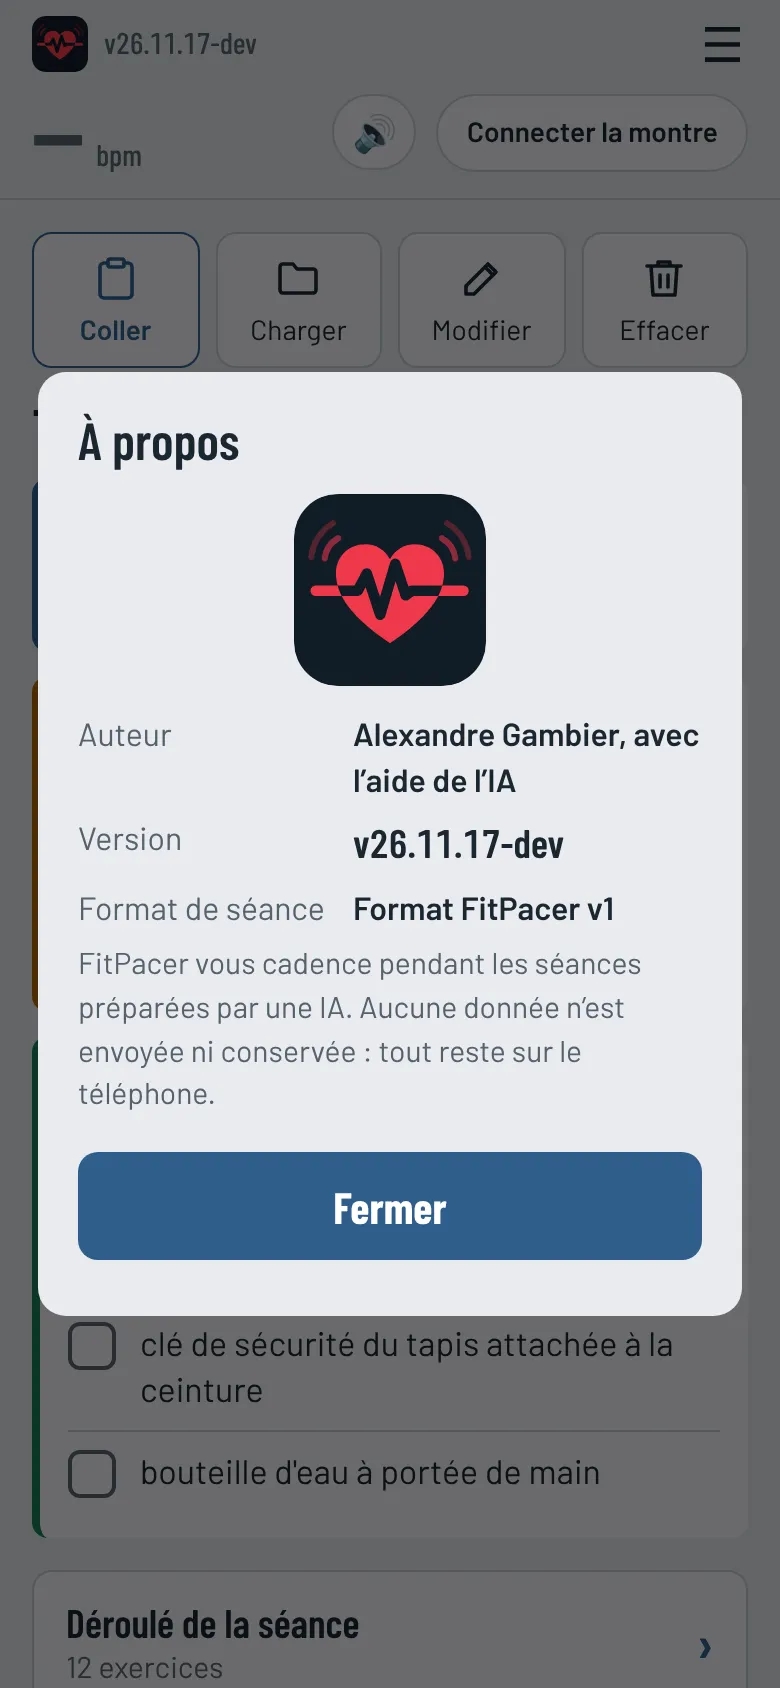 v26.11.17-dev
bpm
Connecter la montre
Coller
Charger
Modifier
Effacer
À propos
Auteur
Alexandre Gambier, avec
l’aide de l’IA
Version
v26.11.17-dev
Format de séance
Format FitPacer v1
FitPacer vous cadence pendant les séances
préparées par une IA. Aucune donnée n’est
envoyée ni conservée : tout reste sur le
téléphone.
Fermer
clé de sécurité du tapis attachée à la
ceinture
bouteille d'eau à portée de main
Déroulé de la séance
12 exercices